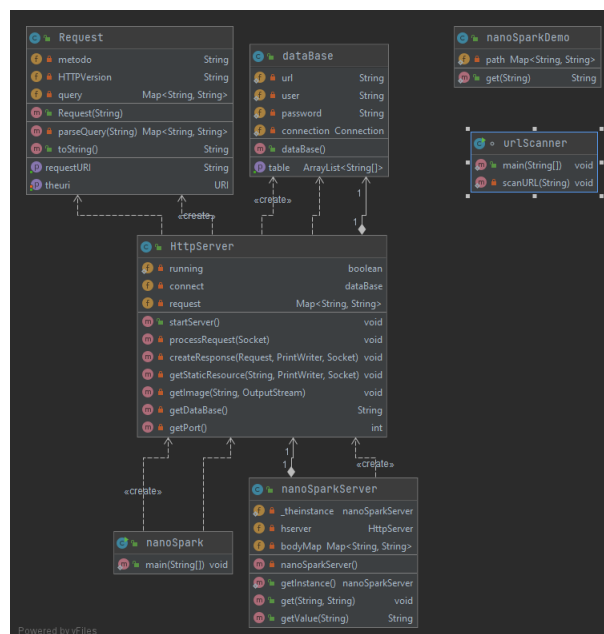 Request
metodo String
HTTPVersion String
query Map<String, String>
Request(String)
parseQuery(String) Map<String, String>
toString() String
requestURI String
theuri URI
dataBase
url String
user String
password String
connection Connection
dataBase()
table ArrayList<String[]>
nanoSparkDemo
path Map<String, String>
get(String) String
urlScanner
main(String[]) void
scanURL(String) void
«create»
«create»
1
1
HttpServer
running boolean
connect dataBase
request Map<String, String>
startServer() void
processRequest(Socket) void
createResponse(Request, PrintWriter, Socket) void
getStaticResource(String, PrintWriter, Socket) void
getImage(String, OutputStream) void
getDataBase() String
getPort() int
1
1
«create»
«create»
nanoSpark
main(String[]) void
nanoSparkServer
_theinstance nanoSparkServer
hserver HttpServer
bodyMap Map<String, String>
nanoSparkServer()
getInstance() nanoSparkServer
get(String, String) void
getValue(String) String
Powered by yFiles